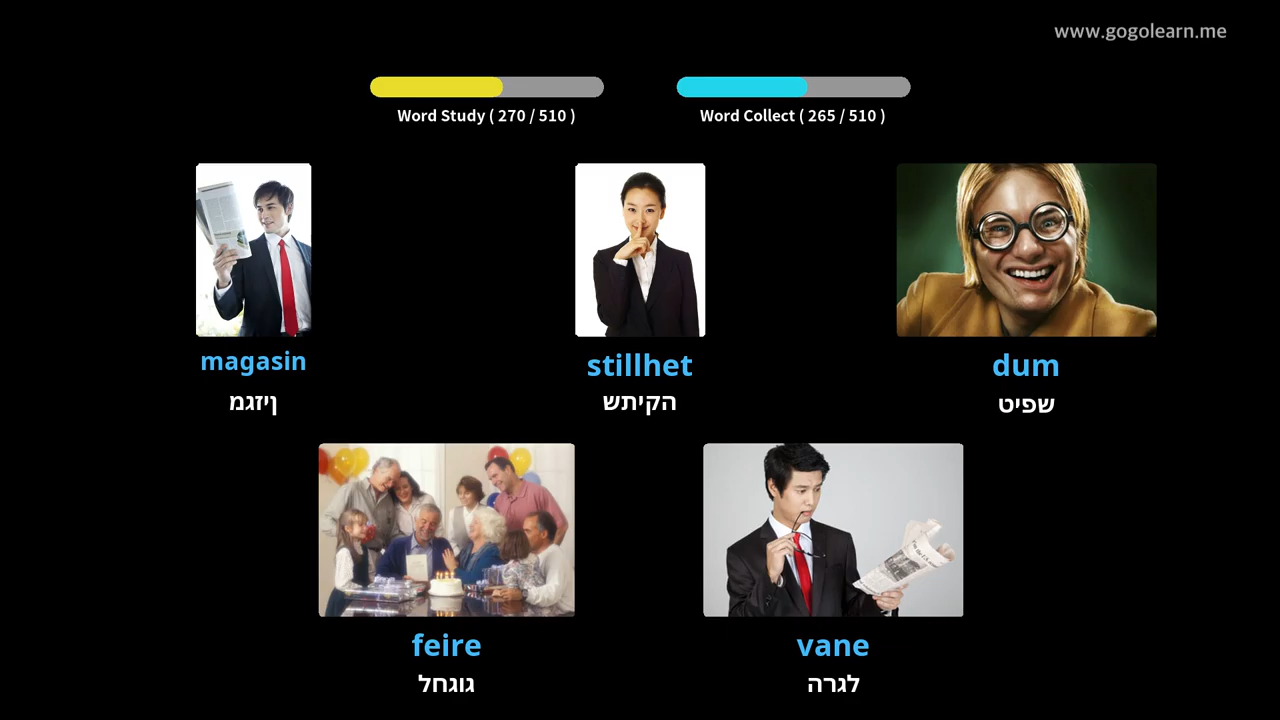 www.gogolearn.me
Word Study ( 270 / 510 )
Word Collect ( 265 / 510 )
magasin
ןיזגמ
stillhet
הקיתש
dum
שפיט
feire
גוגחל
vane
לגרה